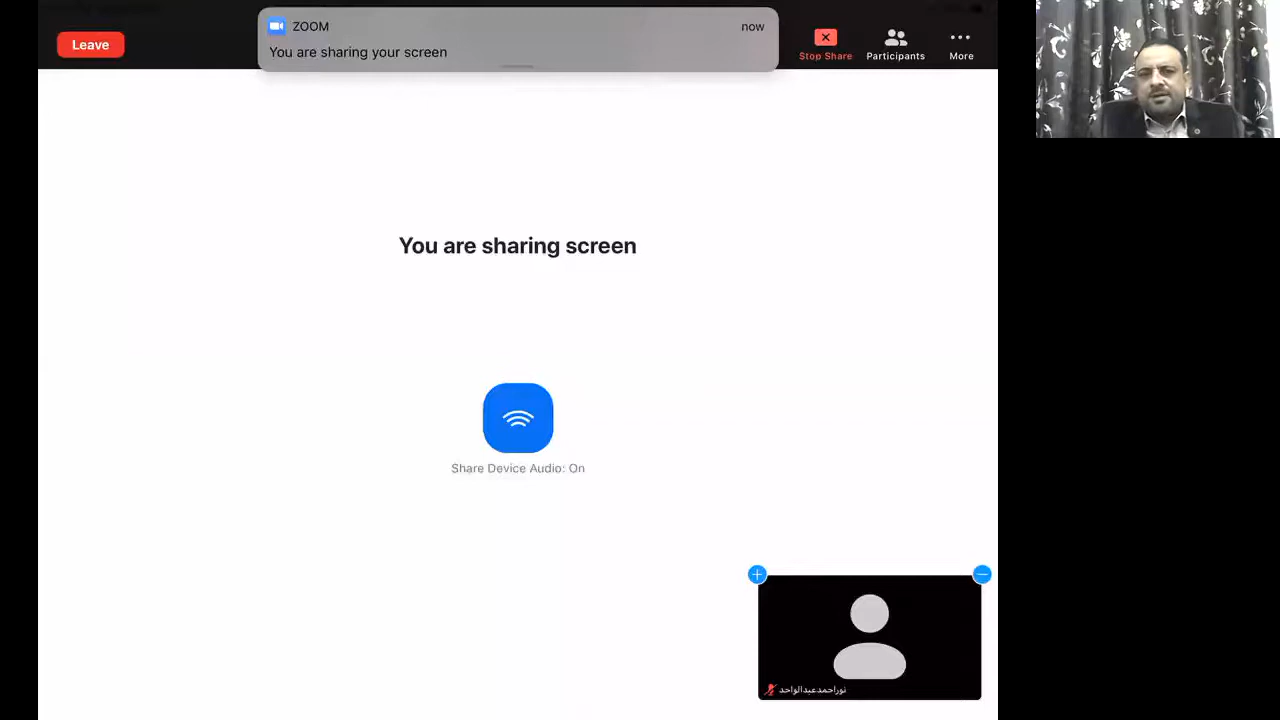 ZOOM
now
You are sharing your screen
Leave
Stop Share
Participants
More
You are sharing screen
Share Device Audio: On
نوراحمدعبدالواحد